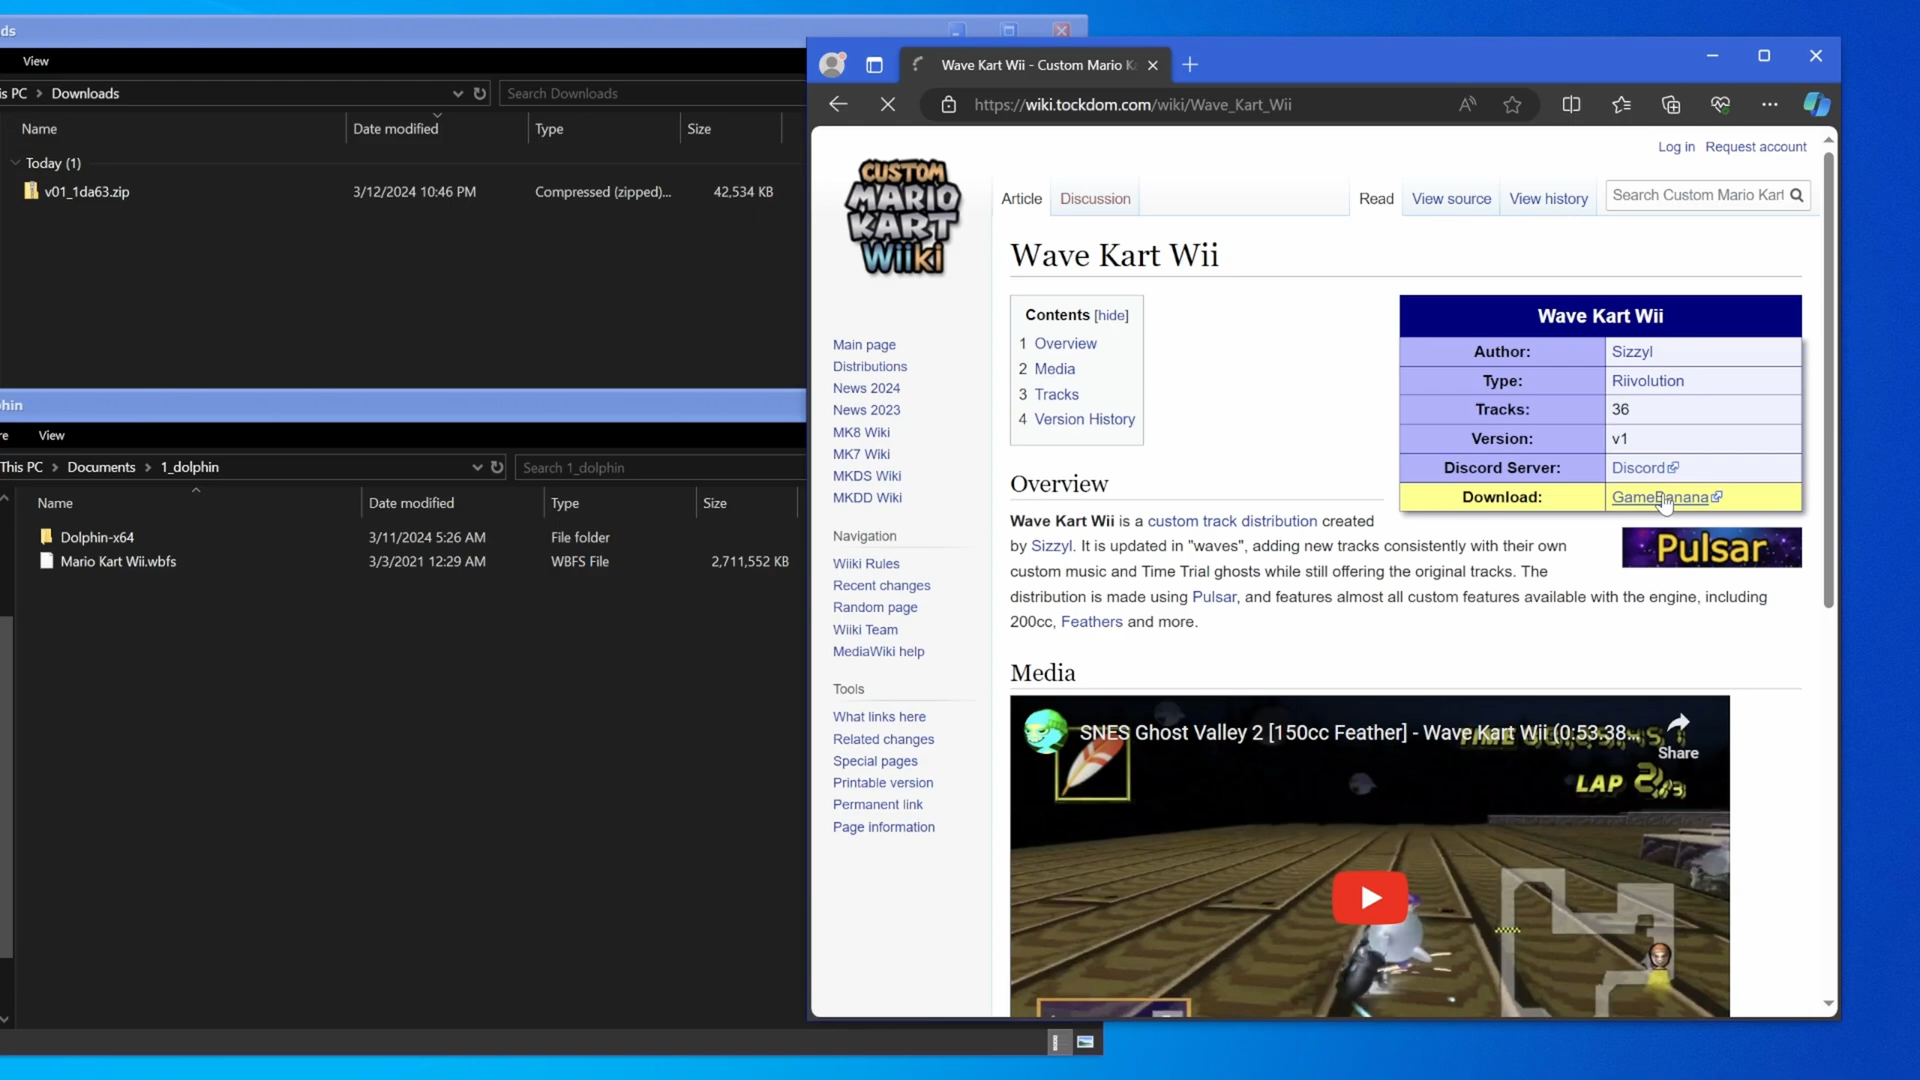 ds
View
is PC > Downloads
Search Downloads
Name
Date modified
Type
Size
Today (1)
v01_1da63.zip
3/12/2024 10:46 PM
Compressed (zipped)...
42,534 KB
hin
re
View
This PC > Documents > 1_dolphin
Search 1_dolphin
Name
Date modified
Type
Size
Dolphin-x64
3/11/2024 5:26 AM
File folder
Mario Kart Wii.wbfs
3/3/2021 12:29 AM
WBFS File
2,711,552 KB
Wave Kart Wii - Custom Mario K
https://wiki.tockdom.com/wiki/Wave_Kart_Wii
Log in
Request account
CUSTOM
MARIO
KART
Wiiki
Article
Discussion
Read
View source
View history
Search Custom Mario Kart
Wave Kart Wii
Contents [hide]
1 Overview
2 Media
3 Tracks
4 Version History
Wave Kart Wii
Author: Sizzyl
Type: Riivolution
Tracks: 36
Version: v1
Discord Server: Discord
Download: GameBanana
Main page
Distributions
News 2024
News 2023
MK8 Wiki
MK7 Wiki
MKDS Wiki
MKDD Wiki
Navigation
Wiiki Rules
Recent changes
Random page
Wiiki Team
MediaWiki help
Tools
What links here
Related changes
Special pages
Printable version
Permanent link
Page information
Overview
Wave Kart Wii is a custom track distribution created
by Sizzyl. It is updated in "waves", adding new tracks consistently with their own
custom music and Time Trial ghosts while still offering the original tracks. The
distribution is made using Pulsar, and features almost all custom features available with the engine, including
200cc, Feathers and more.
Pulsar
Media
SNES Ghost Valley 2 [150cc Feather] - Wave Kart Wii (0:53.38...
Share
TIME
LAP 2/3